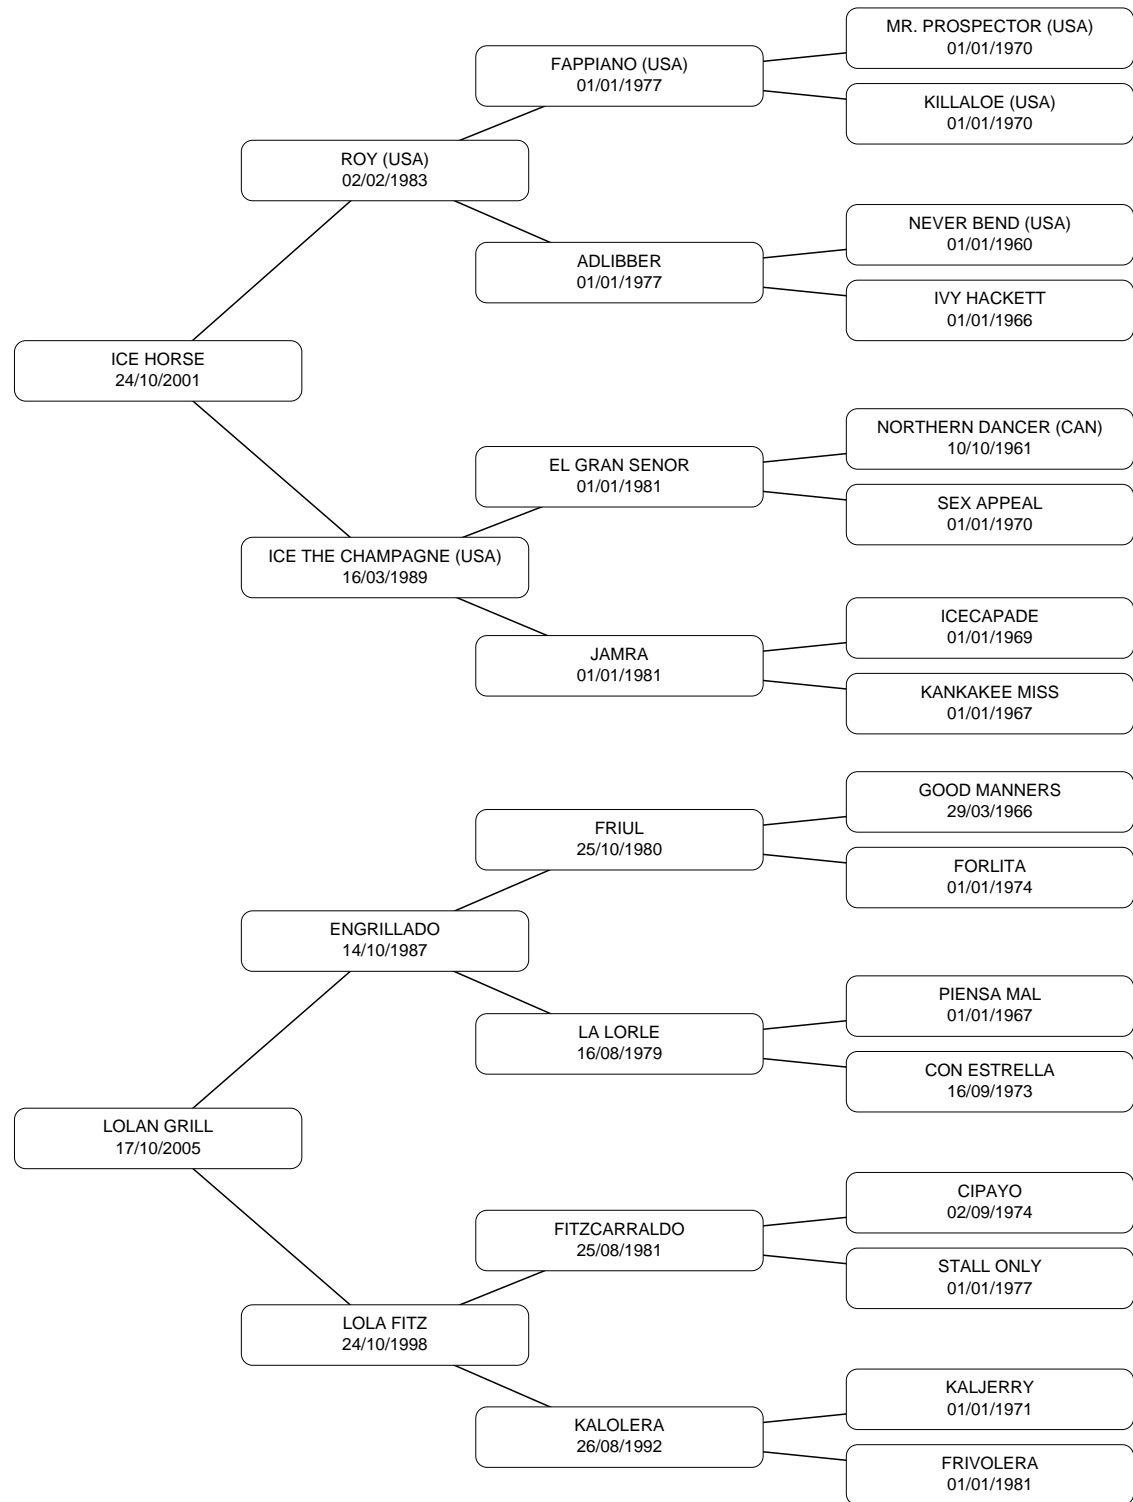 MR. PROSPECTOR (USA)
01/01/1970
FAPPIANO (USA)
01/01/1977
KILLALOE (USA)
01/01/1970
ROY (USA)
02/02/1983
NEVER BEND (USA)
01/01/1960
ADLIBBER
01/01/1977
IVY HACKETT
01/01/1966
ICE HORSE
24/10/2001
NORTHERN DANCER (CAN)
10/10/1961
EL GRAN SENOR
01/01/1981
SEX APPEAL
01/01/1970
ICE THE CHAMPAGNE (USA)
16/03/1989
ICECAPADE
01/01/1969
JAMRA
01/01/1981
KANKAKEE MISS
01/01/1967
GOOD MANNERS
29/03/1966
FRIUL
25/10/1980
FORLITA
01/01/1974
ENGRILLADO
14/10/1987
PIENSA MAL
01/01/1967
LA LORLE
16/08/1979
CON ESTRELLA
16/09/1973
LOLAN GRILL
17/10/2005
CIPAYO
02/09/1974
FITZCARRALDO
25/08/1981
STALL ONLY
01/01/1977
LOLA FITZ
24/10/1998
KALJERRY
01/01/1971
KALOLERA
26/08/1992
FRIVOLERA
01/01/1981